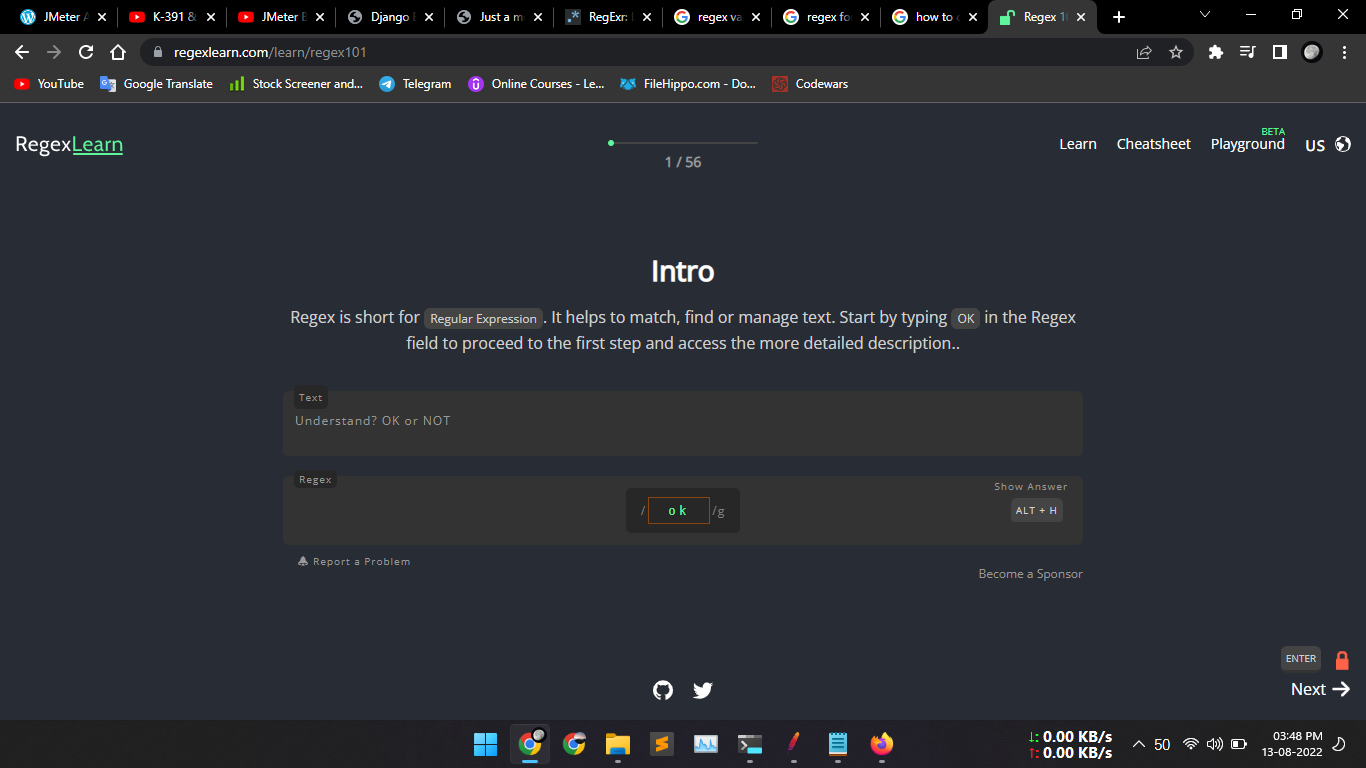 JMeter A
K-391 &
JMeter B
Django E
Just a m
RegExr:
regex va
regex fo
how to c
Regex 1
regexlearn.com/learn/regex101
YouTube
Google Translate
Stock Screener and...
Telegram
Online Courses - Le...
FileHippo.com - Do...
Codewars
RegexLearn
1 / 56
Learn
Cheatsheet
Playground
BETA
US
Intro
Regex is short for Regular Expression. It helps to match, find or manage text. Start by typing OK in the Regex
field to proceed to the first step and access the more detailed description..
Text
Understand? OK or NOT
Regex
/ok/g
Show Answer
ALT + H
Report a Problem
Become a Sponsor
ENTER
Next
↓: 0.00 KB/s
↑: 0.00 KB/s
50
03:48 PM
13-08-2022